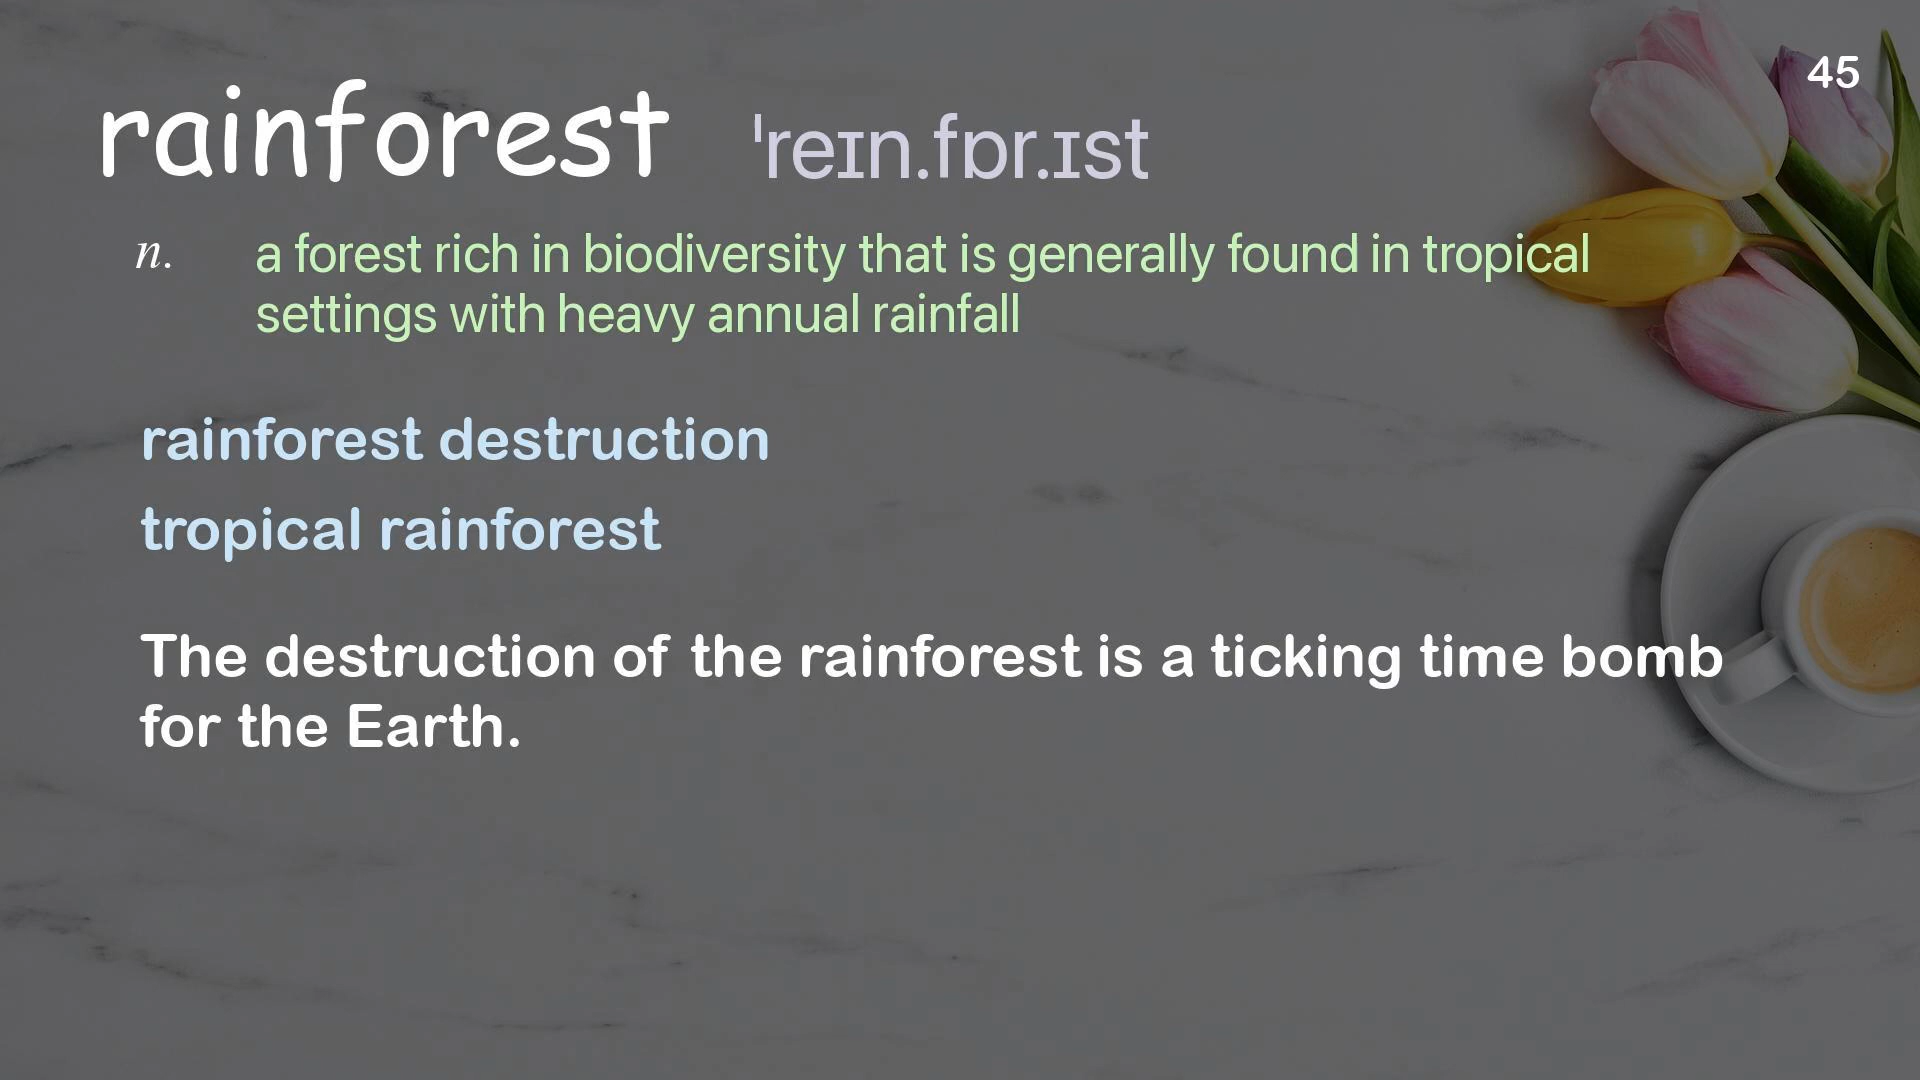 45
rainforest ˈreɪn.fɒr.ɪst
n. a forest rich in biodiversity that is generally found in tropical
settings with heavy annual rainfall
rainforest destruction
tropical rainforest
The destruction of the rainforest is a ticking time bomb
for the Earth.